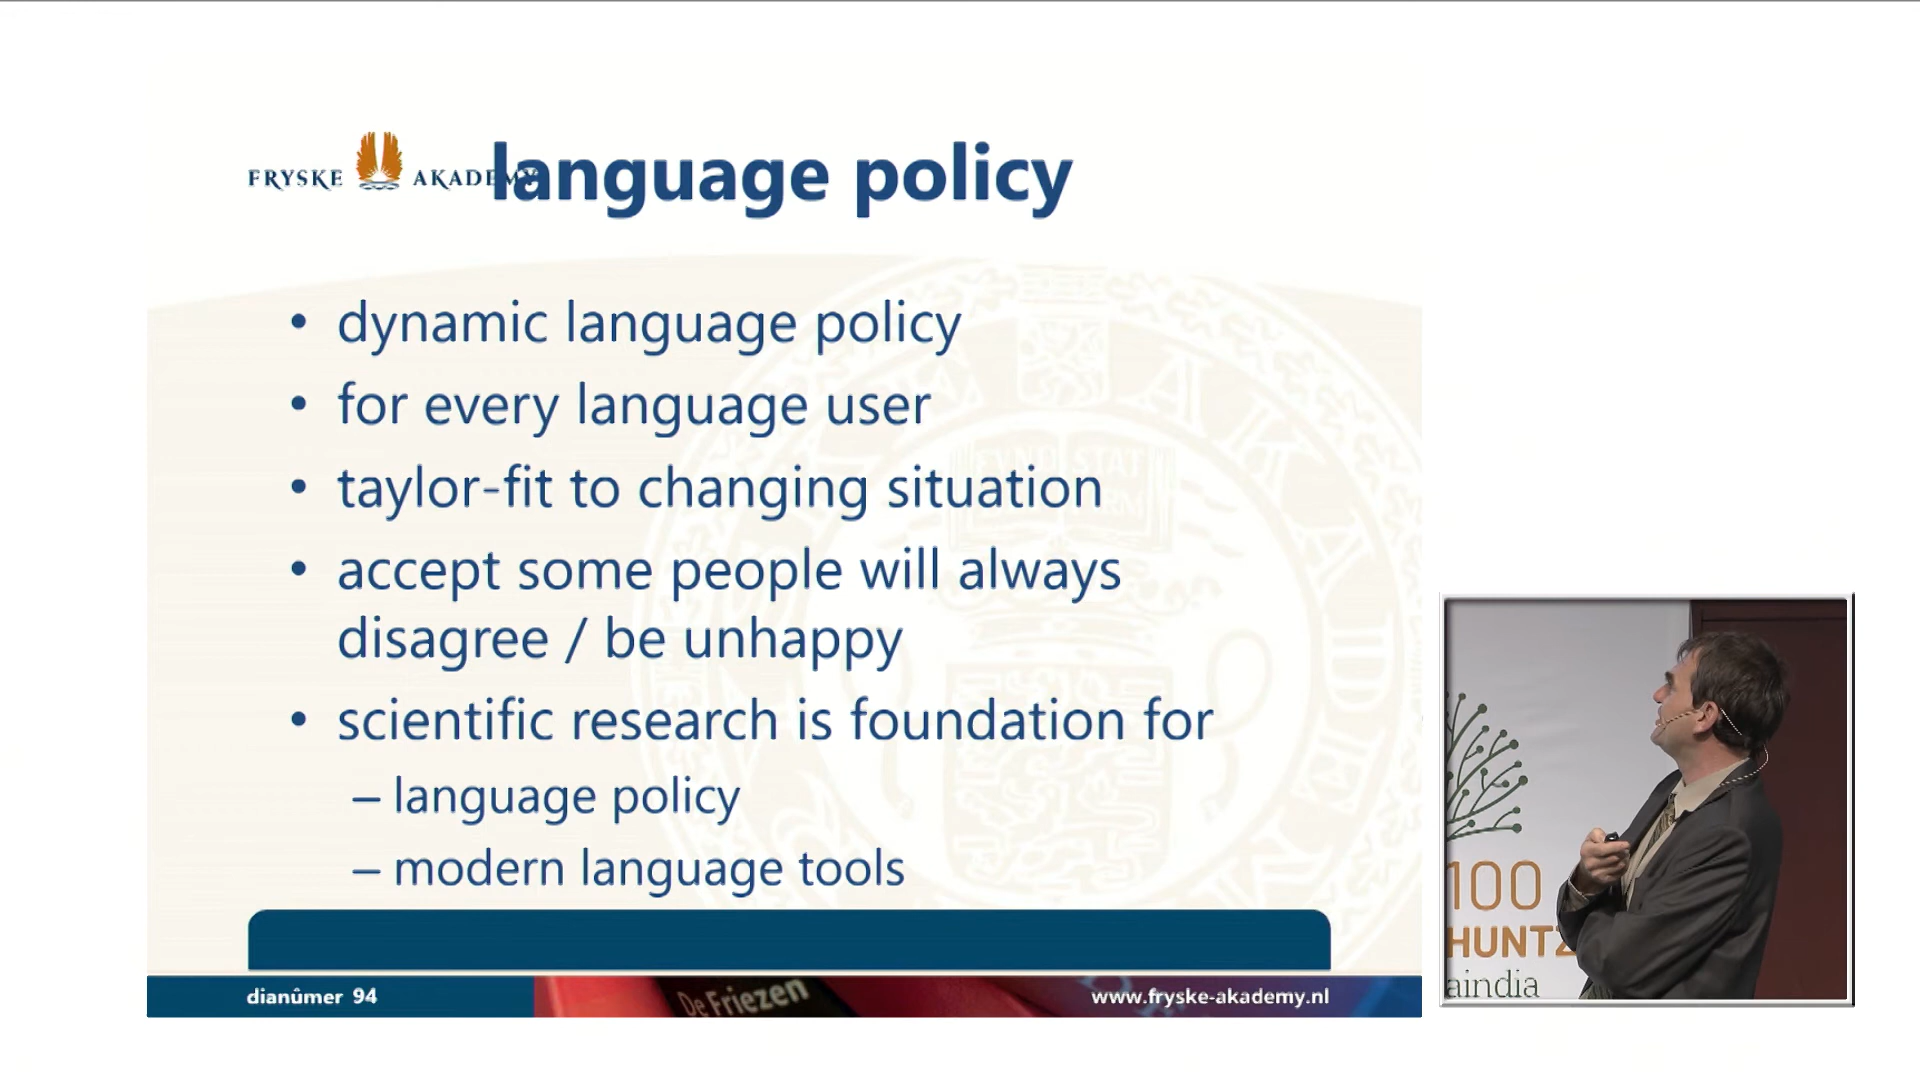 FRYSKE AKADEMY
language policy
• dynamic language policy
• for every language user
• taylor-fit to changing situation
• accept some people will always
disagree / be unhappy
• scientific research is foundation for
– language policy
– modern language tools
dianûmer 94
De Friezen
www.fryske-akademy.nl
100
HUNTZ
aindia